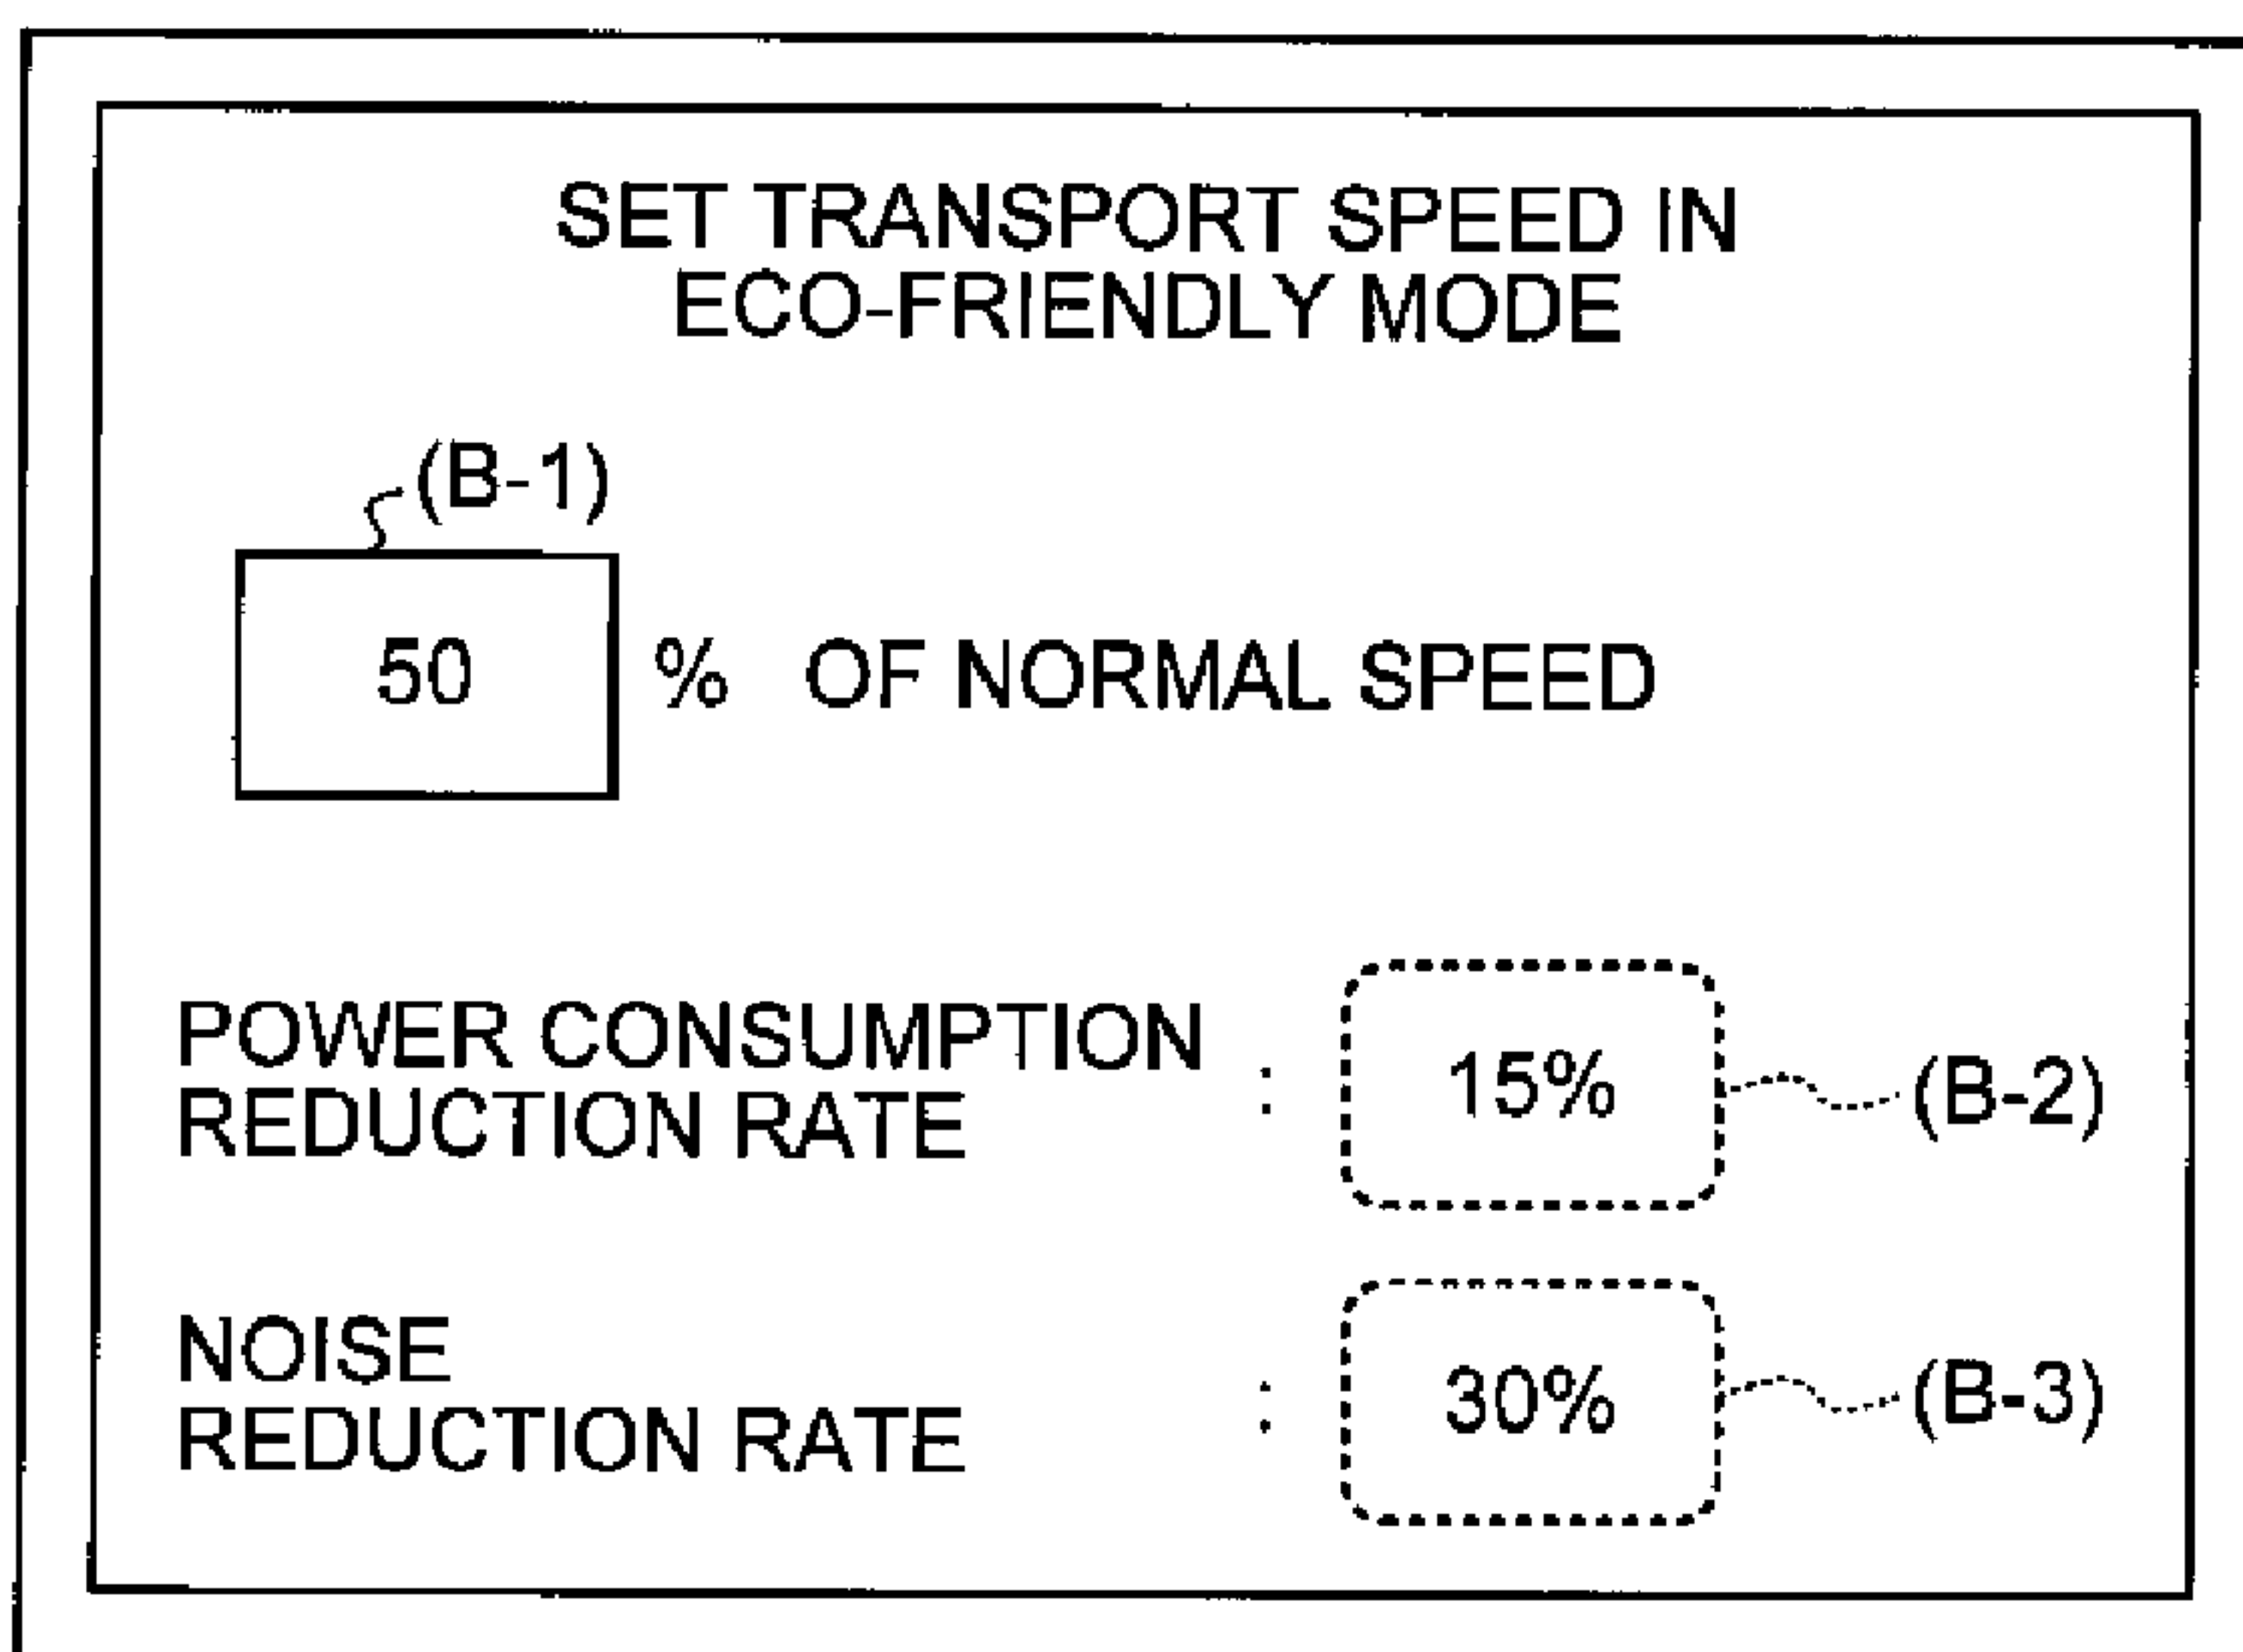 SET TRANSPORT SPEED IN
ECO-FRIENDLY MODE
(B-1)
50 % OF NORMAL SPEED
POWER CONSUMPTION
REDUCTION RATE : 15% (B-2)
NOISE
REDUCTION RATE : 30% (B-3)